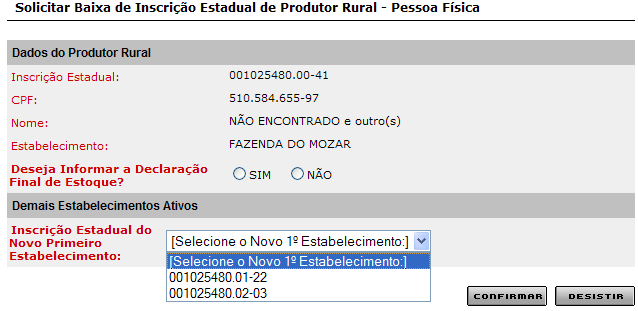 Solicitar Baixa de Inscrição Estadual de Produtor Rural - Pessoa Física
Dados do Produtor Rural
Inscrição Estadual: 001025480.00-41
CPF: 510.584.655-97
Nome: NÃO ENCONTRADO e outro(s)
Estabelecimento: FAZENDA DO MOZAR
Deseja Informar a Declaração
Final de Estoque? SIM NÃO
Demais Estabelecimentos Ativos
Inscrição Estadual do
Novo Primeiro
Estabelecimento:
[Selecione o Novo 1º Estabelecimento:]
[Selecione o Novo 1º Estabelecimento:]
001025480.01-22
001025480.02-03
CONFIRMAR DESISTIR